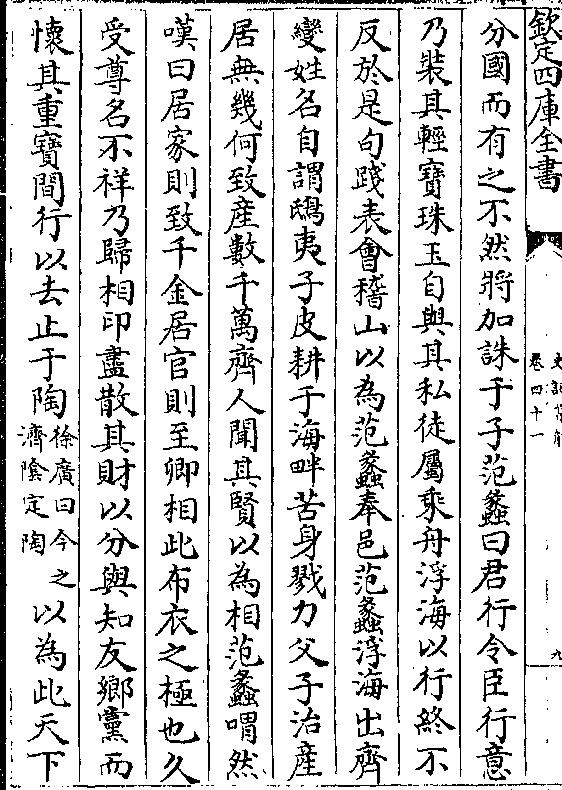 欽定四庫全書
卷四十一
九
分國而有之不然將加誅于子范蠡曰君行令臣行意
乃裝其輕寶珠玉自與其私徒屬乘舟浮海以行終不
反於是句踐表會稽山以為范蠡奉邑范蠡浮海出齊
變姓名自謂鴟夷子皮耕于海畔苦身戮力父子治產
居無幾何致產數千萬齊人聞其賢以為相范蠡喟然
嘆曰居家則致千金居官則至卿相此布衣之極也久
受尊名不祥乃歸相印盡散其財以分與知友鄉黨而
懷其重寶間行以去止于陶徐廣曰今之濟陰定陶以為此天下